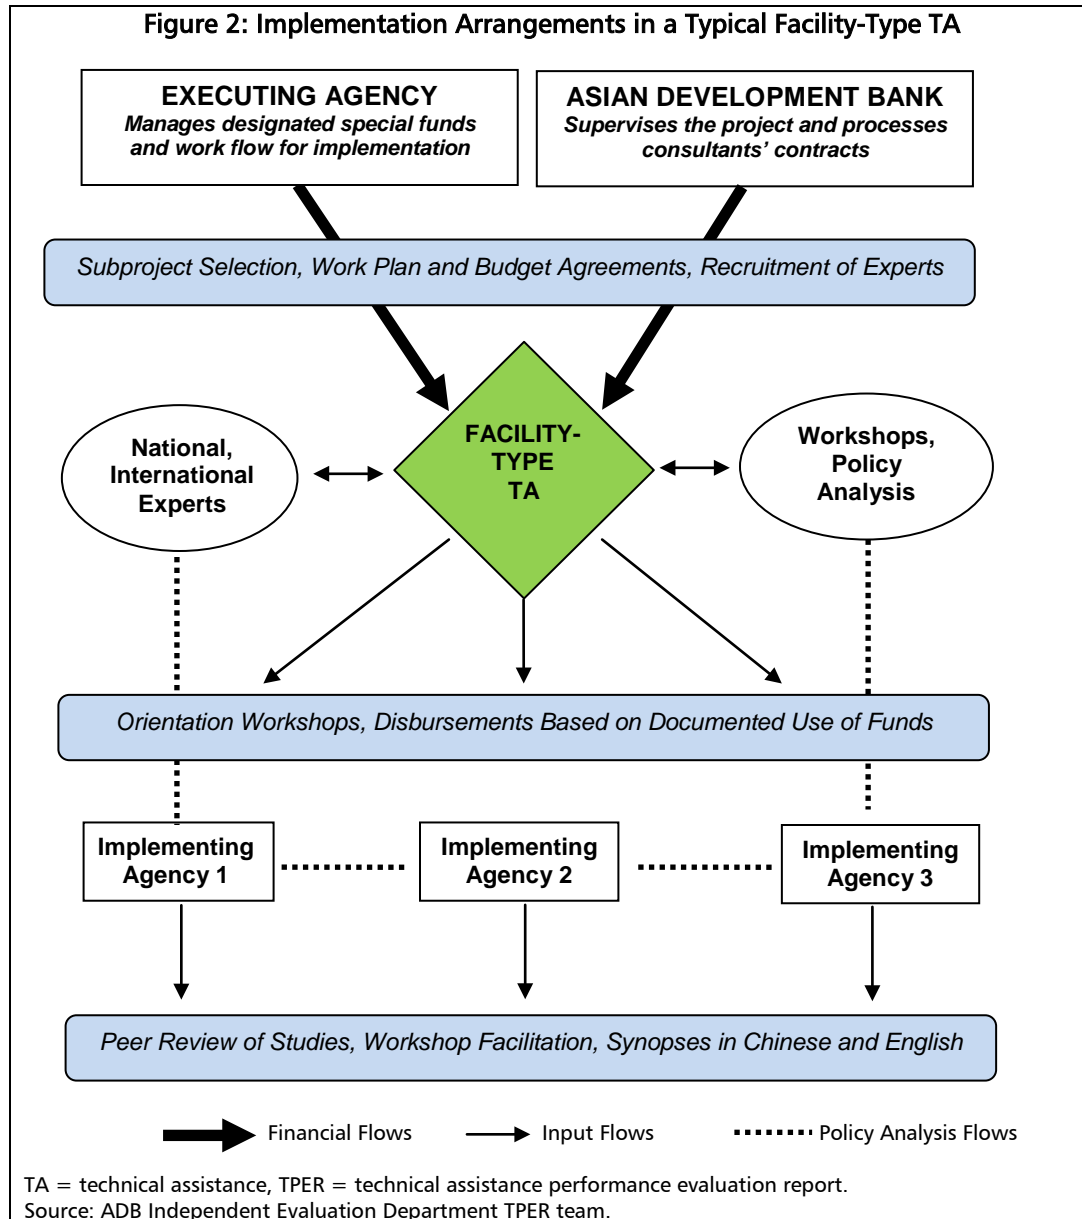 Figure 2: Implementation Arrangements in a Typical Facility-Type TA
EXECUTING AGENCY
Manages designated special funds
and work flow for implementation
ASIAN DEVELOPMENT BANK
Supervises the project and processes
consultants’ contracts
Subproject Selection, Work Plan and Budget Agreements, Recruitment of Experts
National,
International
Experts
FACILITY-
TYPE
TA
Workshops,
Policy
Analysis
Orientation Workshops, Disbursements Based on Documented Use of Funds
Implementing
Agency 1
Implementing
Agency 2
Implementing
Agency 3
Peer Review of Studies, Workshop Facilitation, Synopses in Chinese and English
Financial Flows
Input Flows
Policy Analysis Flows
TA = technical assistance, TPER = technical assistance performance evaluation report.
Source: ADB Independent Evaluation Department TPER team.